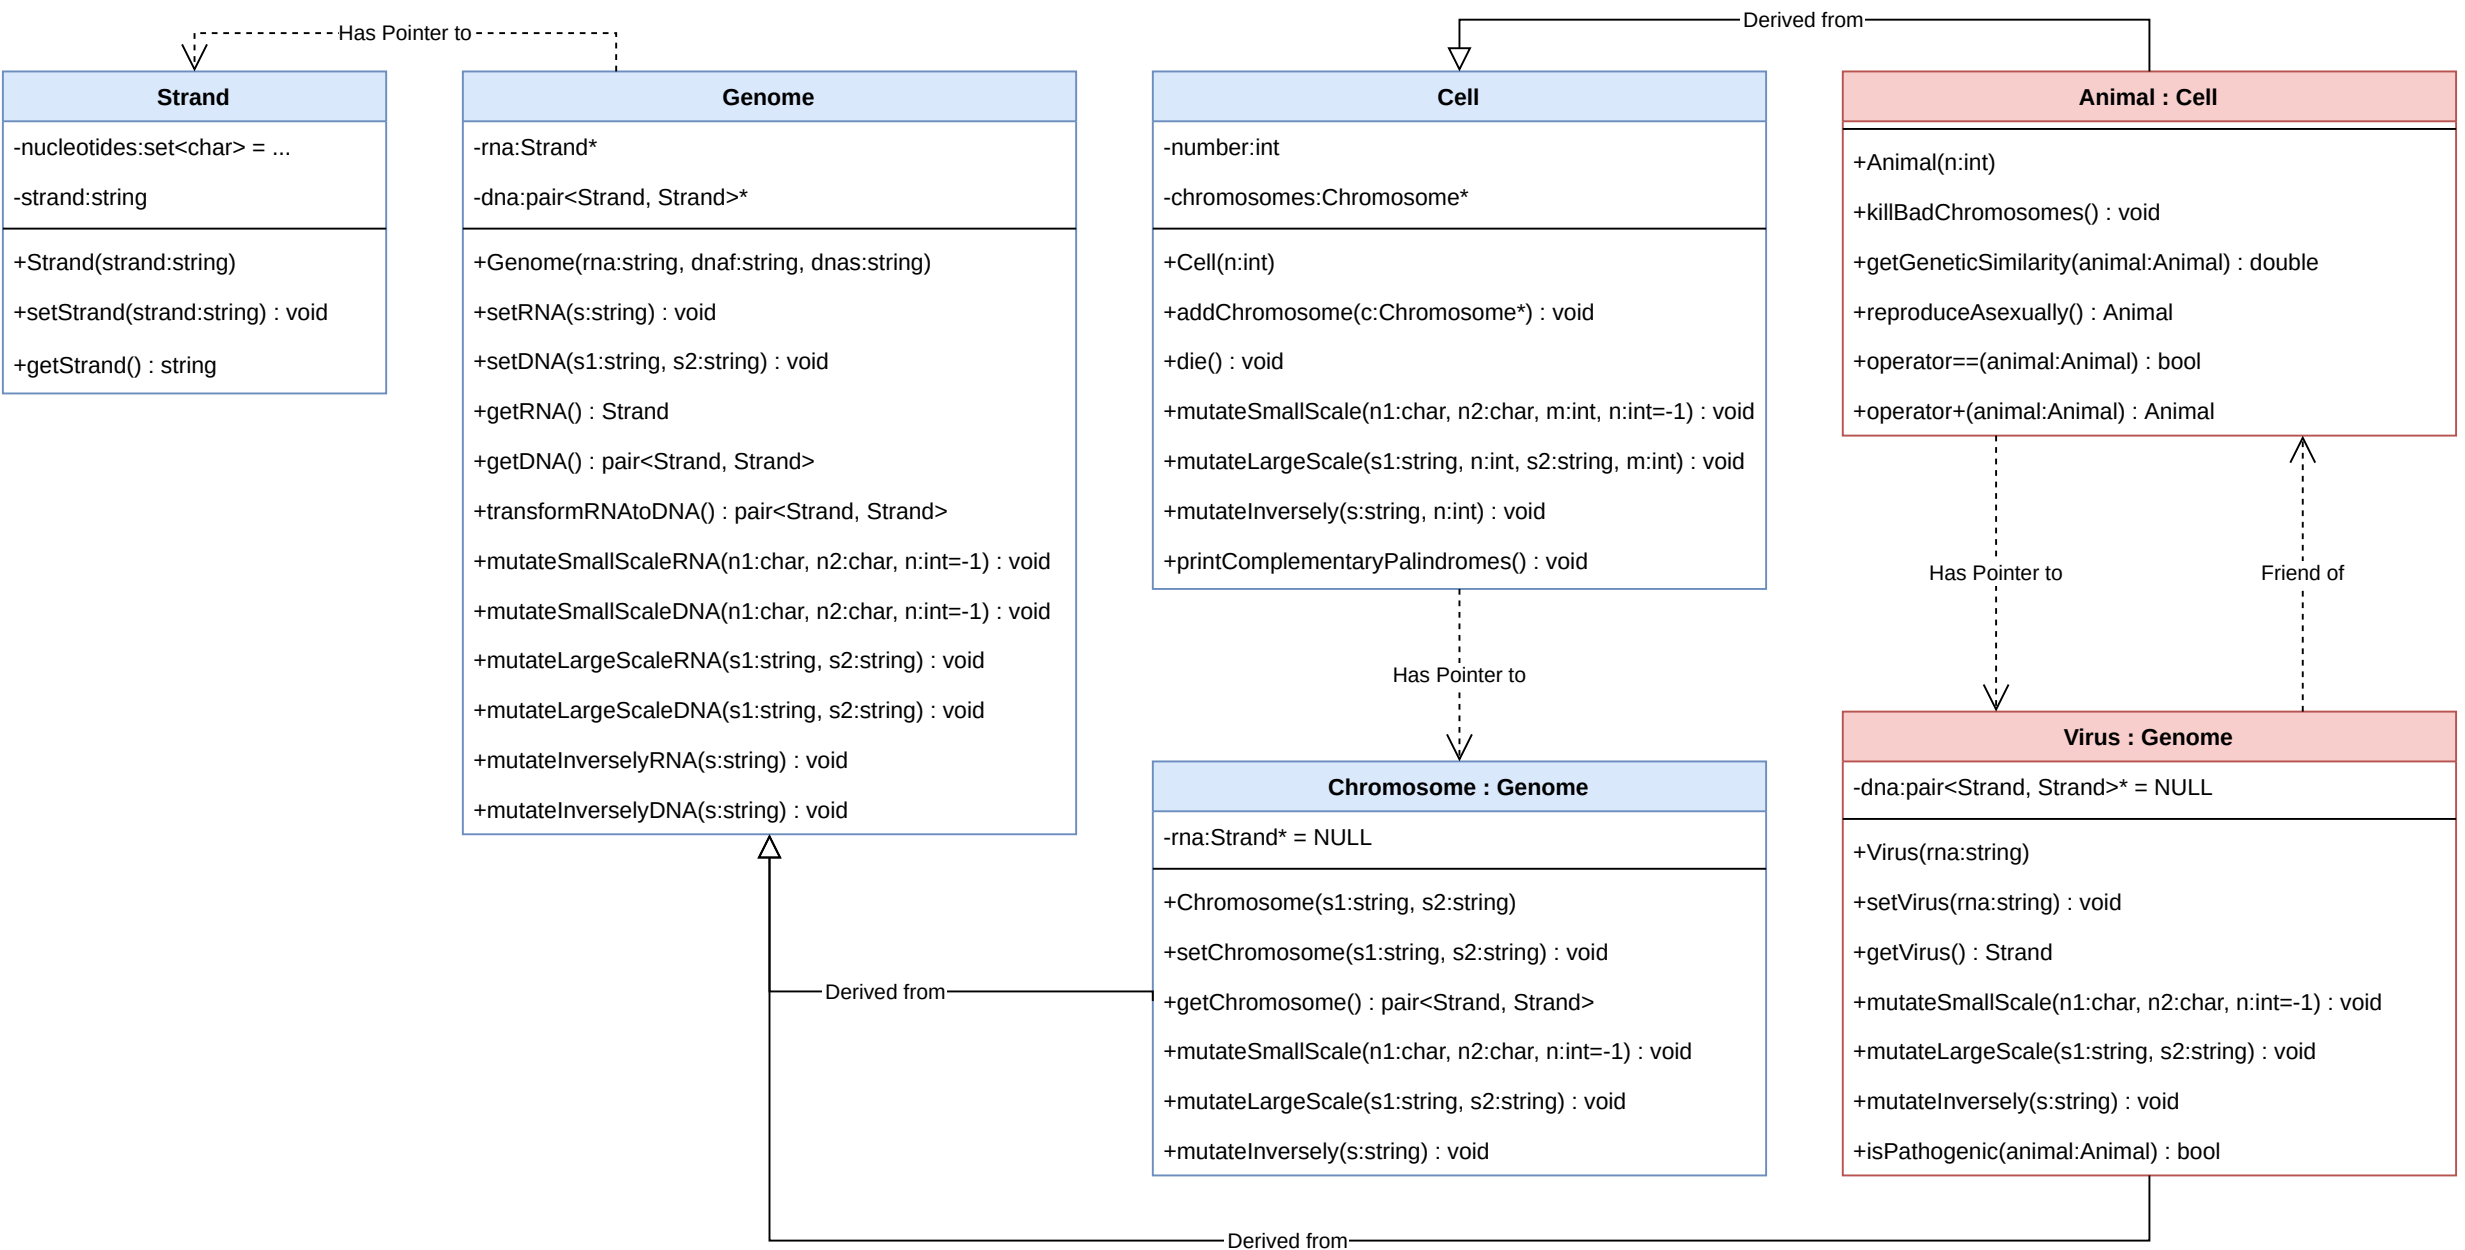 Has Pointer to
Strand
-nucleotides:set<char> = ...
-strand:string
+Strand(strand:string)
+setStrand(strand:string) : void
+getStrand() : string
Genome
-rna:Strand*
-dna:pair<Strand, Strand>*
+Genome(rna:string, dnaf:string, dnas:string)
+setRNA(s:string) : void
+setDNA(s1:string, s2:string) : void
+getRNA() : Strand
+getDNA() : pair<Strand, Strand>
+transformRNAtoDNA() : pair<Strand, Strand>
+mutateSmallScaleRNA(n1:char, n2:char, n:int=-1) : void
+mutateSmallScaleDNA(n1:char, n2:char, n:int=-1) : void
+mutateLargeScaleRNA(s1:string, s2:string) : void
+mutateLargeScaleDNA(s1:string, s2:string) : void
+mutateInverselyRNA(s:string) : void
+mutateInverselyDNA(s:string) : void
Derived from
Cell
-number:int
-chromosomes:Chromosome*
+Cell(n:int)
+addChromosome(c:Chromosome*) : void
+die() : void
+mutateSmallScale(n1:char, n2:char, m:int, n:int=-1) : void
+mutateLargeScale(s1:string, n:int, s2:string, m:int) : void
+mutateInversely(s:string, n:int) : void
+printComplementaryPalindromes() : void
Has Pointer to
Chromosome : Genome
-rna:Strand* = NULL
+Chromosome(s1:string, s2:string)
+setChromosome(s1:string, s2:string) : void
+getChromosome() : pair<Strand, Strand>
+mutateSmallScale(n1:char, n2:char, n:int=-1) : void
+mutateLargeScale(s1:string, s2:string) : void
+mutateInversely(s:string) : void
Derived from
Animal : Cell
+Animal(n:int)
+killBadChromosomes() : void
+getGeneticSimilarity(animal:Animal) : double
+reproduceAsexually() : Animal
+operator==(animal:Animal) : bool
+operator+(animal:Animal) : Animal
Has Pointer to
Friend of
Virus : Genome
-dna:pair<Strand, Strand>* = NULL
+Virus(rna:string)
+setVirus(rna:string) : void
+getVirus() : Strand
+mutateSmallScale(n1:char, n2:char, n:int=-1) : void
+mutateLargeScale(s1:string, s2:string) : void
+mutateInversely(s:string) : void
+isPathogenic(animal:Animal) : bool
Derived from